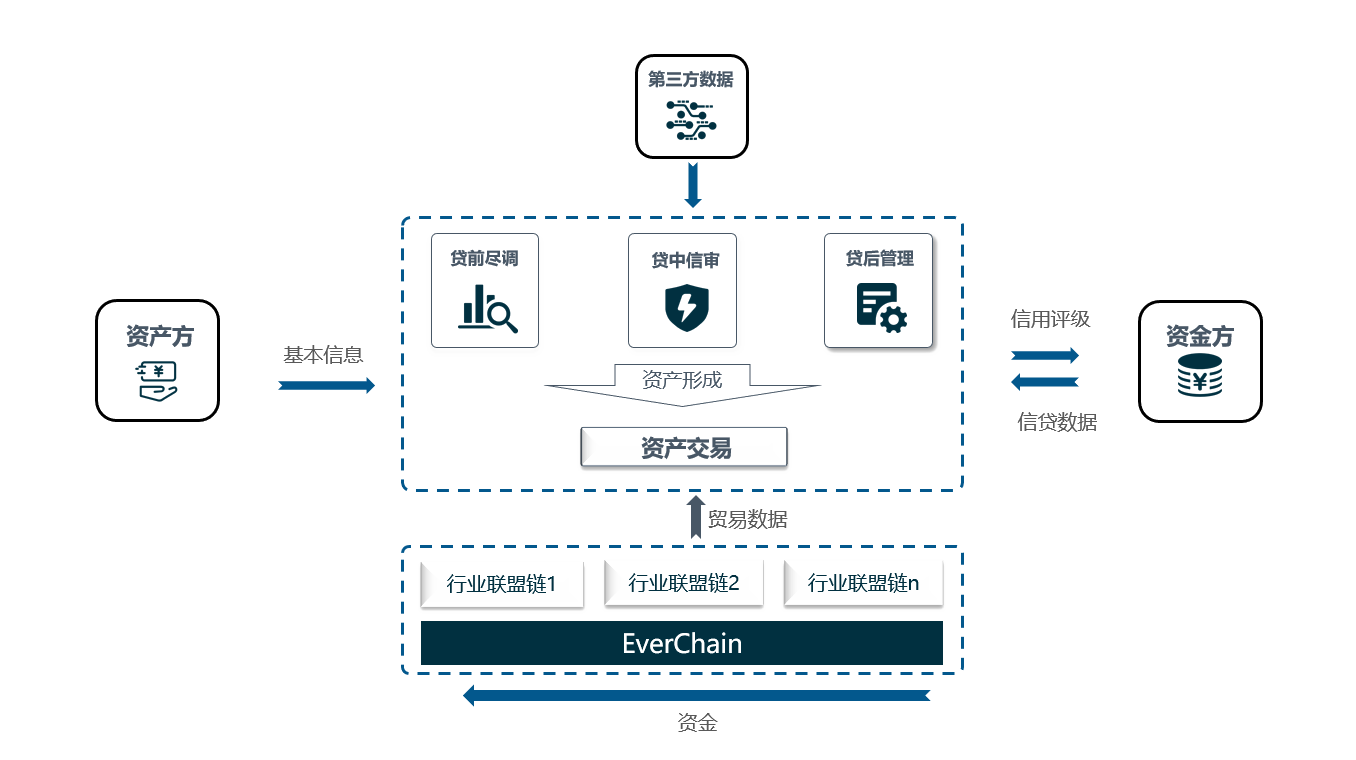 第三方数据
贷前尽调
贷中信审
贷后管理
资产方
基本信息
信用评级
资金方
资产形成
信贷数据
资产交易
贸易数据
行业联盟链1
行业联盟链2
行业联盟链n
EverChain
资金